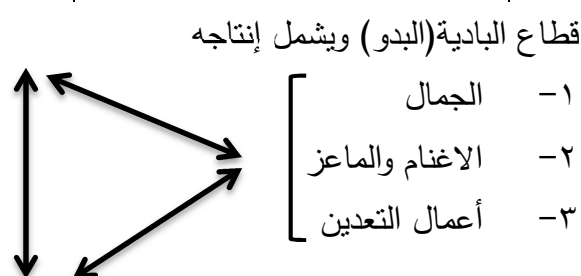 قطاع البادية(البدو) ويشمل إنتاجه
١- الجمال
٢- الاغنام والماعز
٣- أعمال التعدين